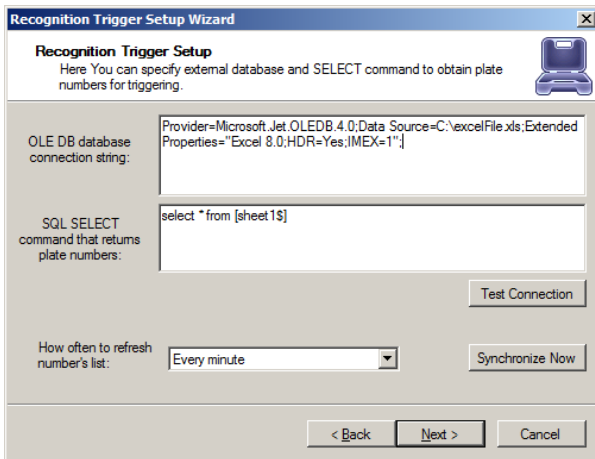 Recognition Trigger Setup Wizard
Recognition Trigger Setup
Here You can specify external database and SELECT command to obtain plate
numbers for triggering.
OLE DB database
connection string:
Provider=Microsoft.Jet.OLEDB.4.0;Data Source=C:\excelFile.xls;Extended
Properties="Excel 8.0;HDR=Yes;IMEX=1";
SQL SELECT
command that returns
plate numbers:
select * from [sheet1$]
Test Connection
How often to refresh
number's list:
Every minute
Synchronize Now
< Back
Next >
Cancel